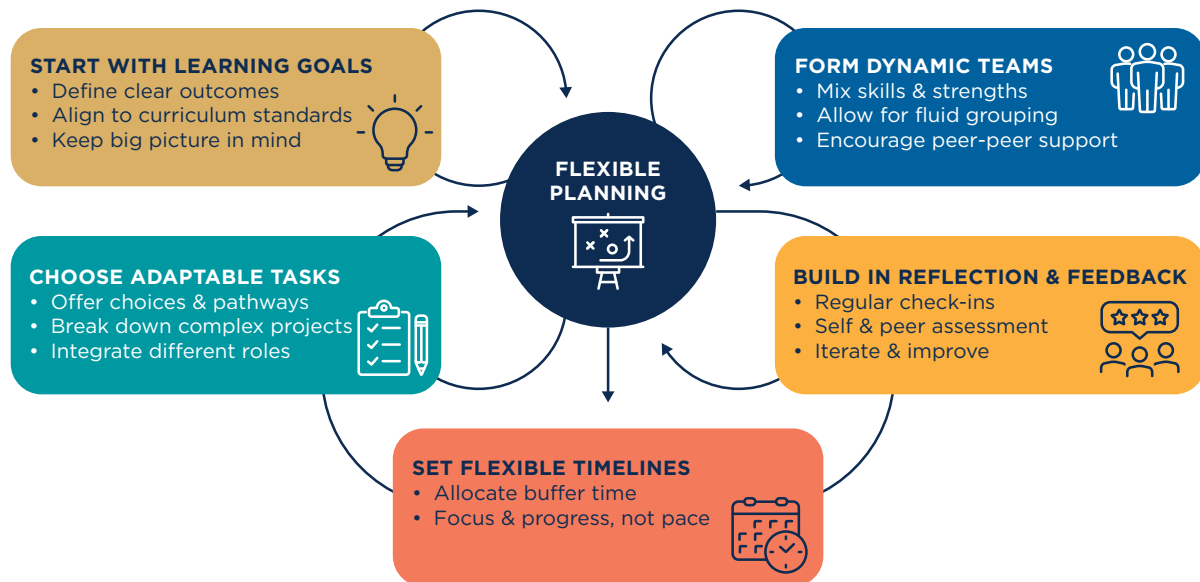 START WITH LEARNING GOALS
• Define clear outcomes
• Align to curriculum standards
• Keep big picture in mind
FORM DYNAMIC TEAMS
• Mix skills & strengths
• Allow for fluid grouping
• Encourage peer-peer support
FLEXIBLE
PLANNING
CHOOSE ADAPTABLE TASKS
• Offer choices & pathways
• Break down complex projects
• Integrate different roles
BUILD IN REFLECTION & FEEDBACK
• Regular check-ins
• Self & peer assessment
• Iterate & improve
SET FLEXIBLE TIMELINES
• Allocate buffer time
• Focus & progress, not pace